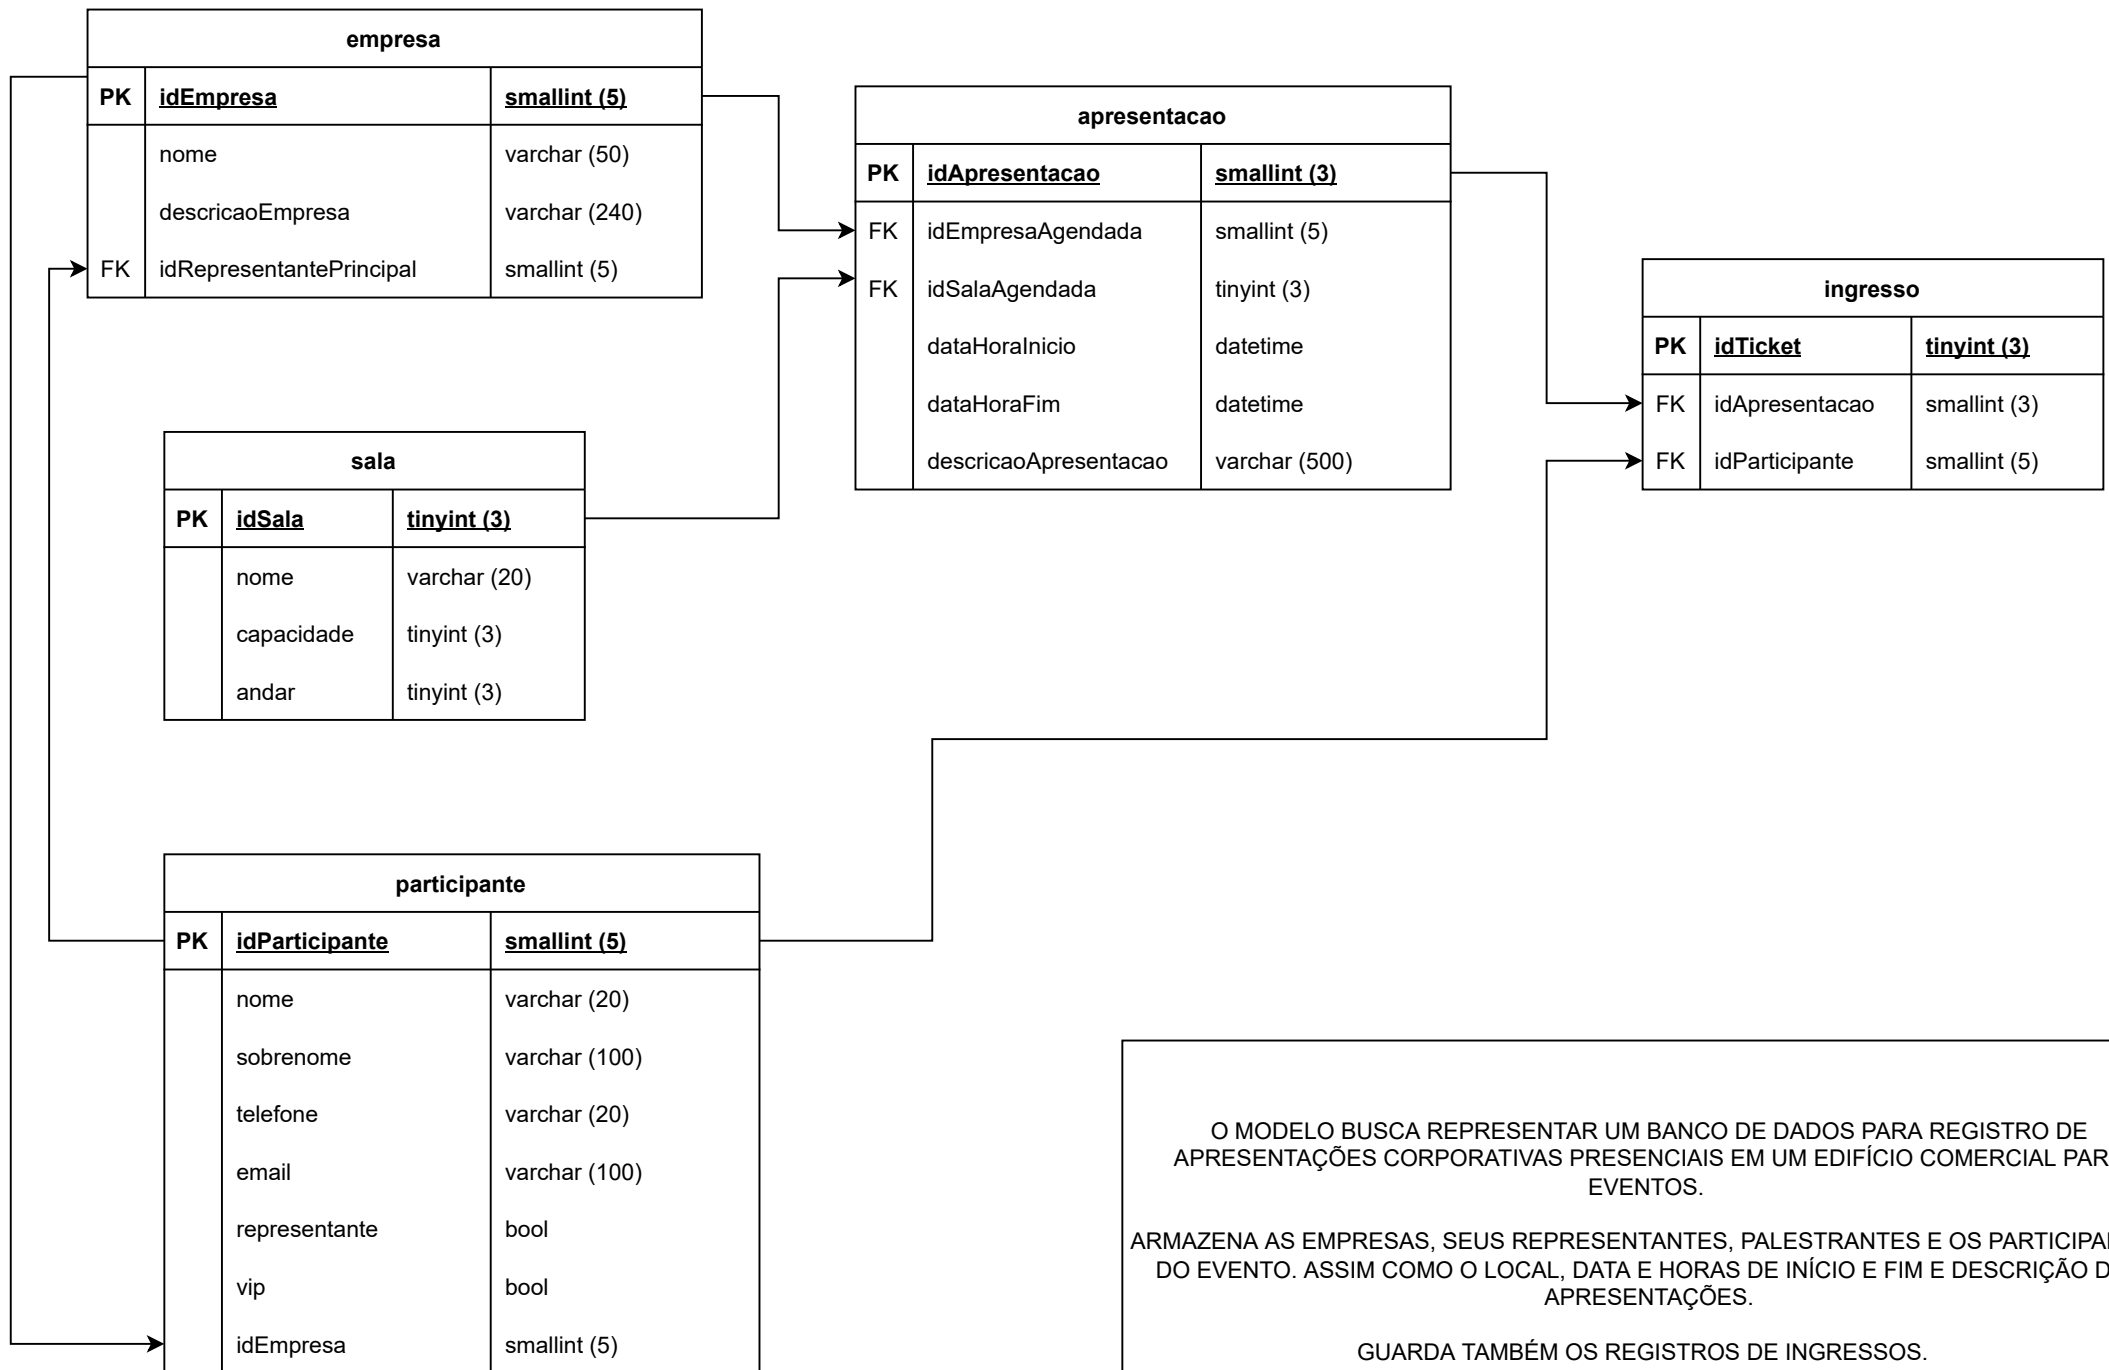 empresa
PK idEmpresa smallint (5)
nome varchar (50)
descricaoEmpresa varchar (240)
FK idRepresentantePrincipal smallint (5)
apresentacao
PK idApresentacao smallint (3)
FK idEmpresaAgendada smallint (5)
FK idSalaAgendada tinyint (3)
dataHoraInicio datetime
dataHoraFim datetime
descricaoApresentacao varchar (500)
ingresso
PK idTicket tinyint (3)
FK idApresentacao smallint (3)
FK idParticipante smallint (5)
sala
PK idSala tinyint (3)
nome varchar (20)
capacidade tinyint (3)
andar tinyint (3)
participante
PK idParticipante smallint (5)
nome varchar (20)
sobrenome varchar (100)
telefone varchar (20)
email varchar (100)
representante bool
vip bool
idEmpresa smallint (5)
O MODELO BUSCA REPRESENTAR UM BANCO DE DADOS PARA REGISTRO DE
APRESENTAÇÕES CORPORATIVAS PRESENCIAIS EM UM EDIFÍCIO COMERCIAL PAR
EVENTOS.
ARMAZENA AS EMPRESAS, SEUS REPRESENTANTES, PALESTRANTES E OS PARTICIPA
DO EVENTO. ASSIM COMO O LOCAL, DATA E HORAS DE INÍCIO E FIM E DESCRIÇÃO D
APRESENTAÇÕES.
GUARDA TAMBÉM OS REGISTROS DE INGRESSOS.